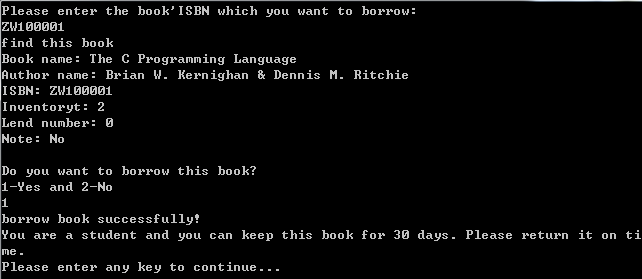 Please enter the book'ISBN which you want to borrow:
ZW100001
find this book
Book name: The C Programming Language
Author name: Brian W. Kernighan & Dennis M. Ritchie
ISBN: ZW100001
Inventoryt: 2
Lend number: 0
Note: No
Do you want to borrow this book?
1-Yes and 2-No
1
borrow book successfully!
You are a student and you can keep this book for 30 days. Please return it on ti
me.
Please enter any key to continue...